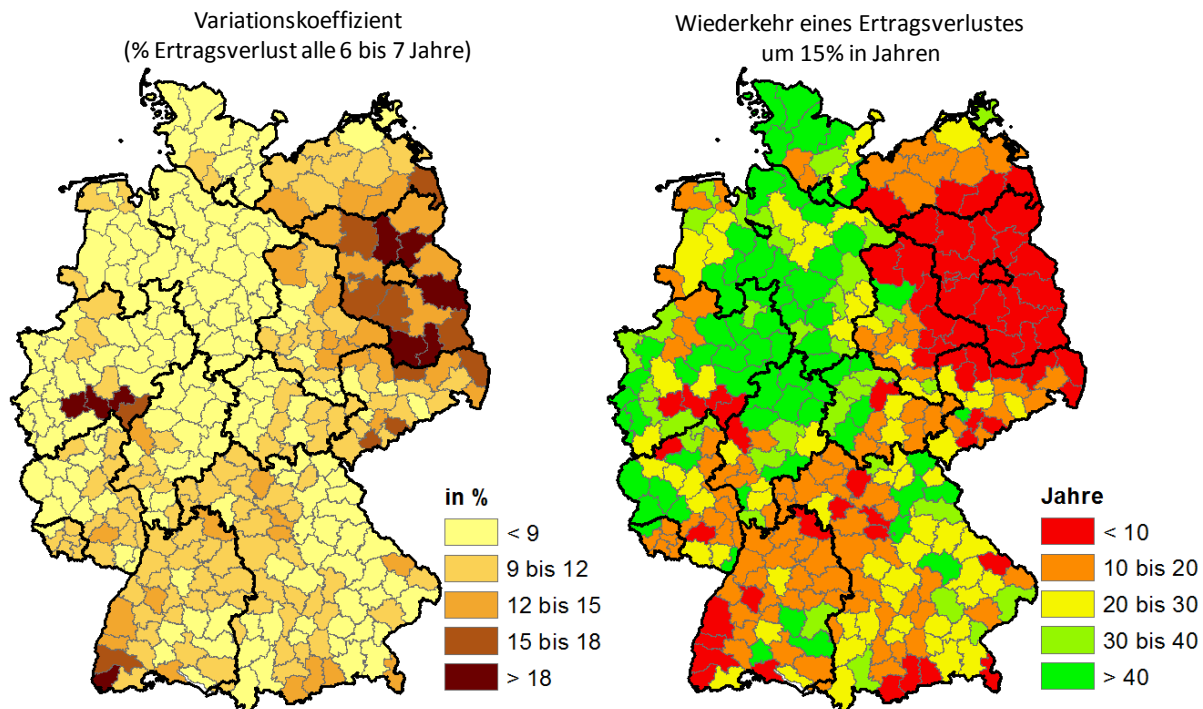 Variationskoeffizient
(% Ertragsverlust alle 6 bis 7 Jahre)
in %
< 9
9 bis 12
12 bis 15
15 bis 18
> 18
Wiederkehr eines Ertragsverlustes
um 15% in Jahren
Jahre
< 10
10 bis 20
20 bis 30
30 bis 40
> 40